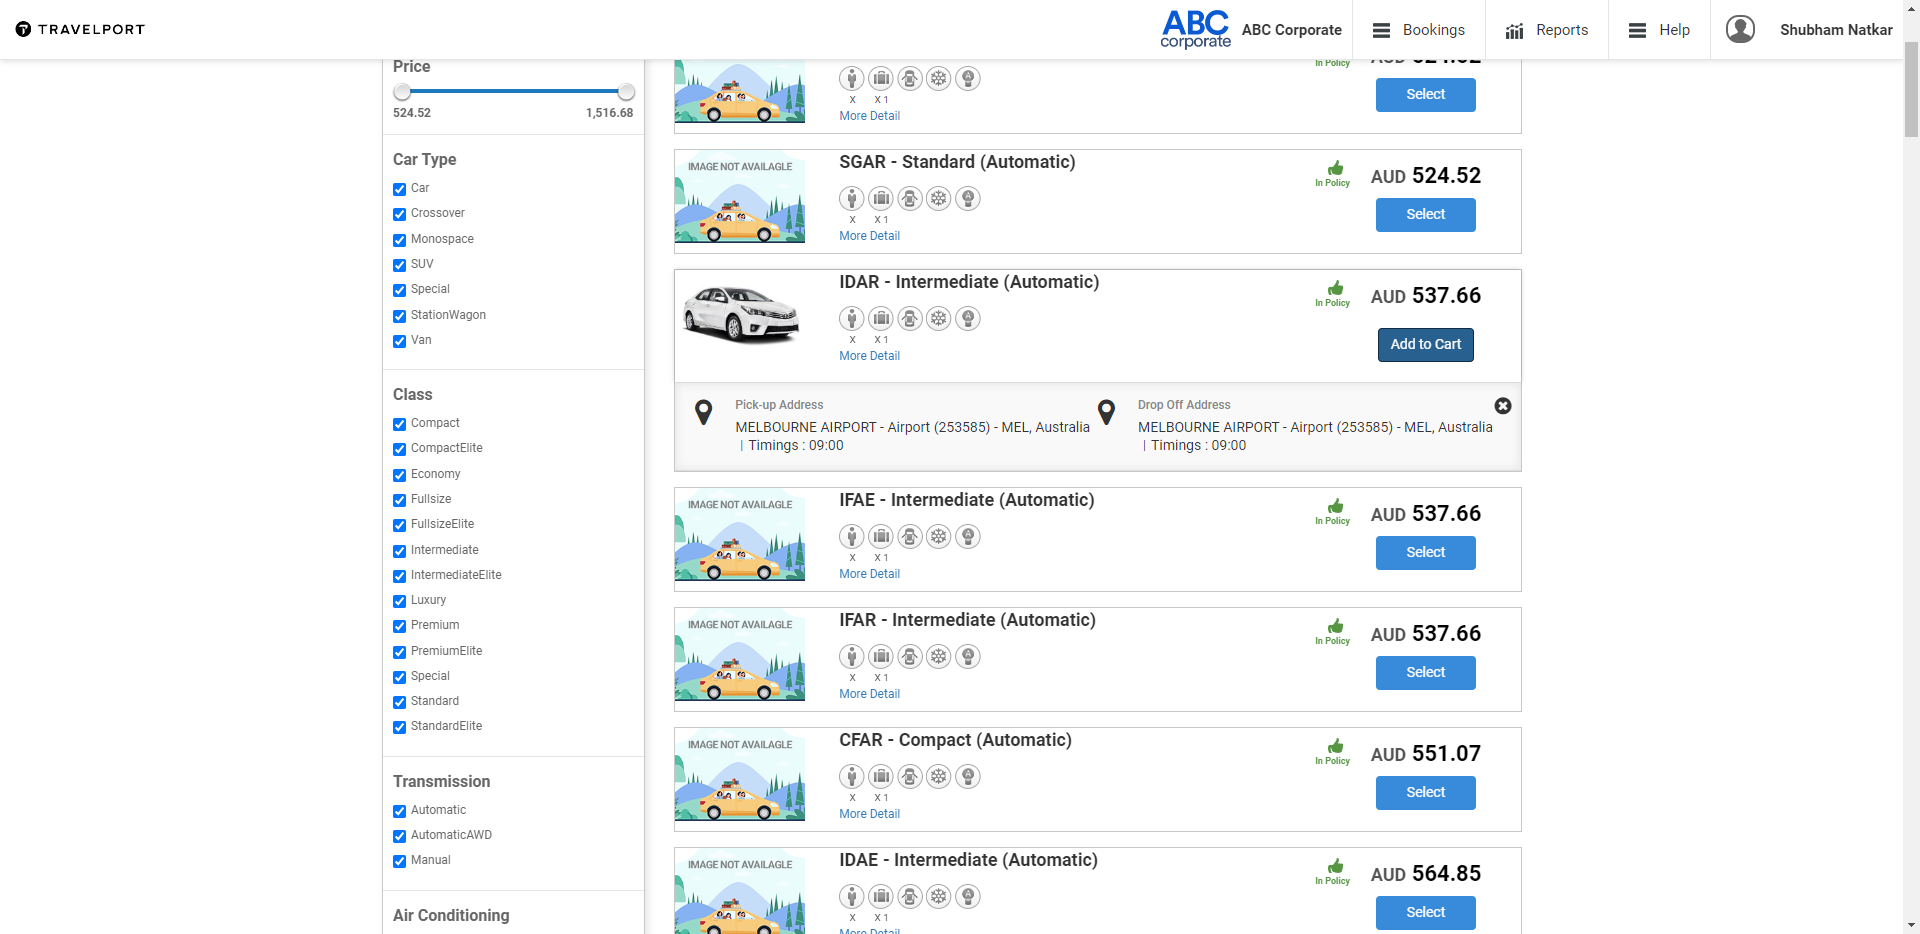 TRAVELPORT
ABC
corporate
ABC Corporate
Bookings
Reports
Help
Shubham Natkar
Price
524.52 1,516.68
Car Type
Car
Crossover
Monospace
SUV
Special
StationWagon
Van
Class
Compact
CompactElite
Economy
Fullsize
FullsizeElite
Intermediate
IntermediateElite
Luxury
Premium
PremiumElite
Special
Standard
StandardElite
Transmission
Automatic
AutomaticAWD
Manual
Air Conditioning
In Policy
AUD 524.52
X X 1
More Detail
Select
IMAGE NOT AVAILAGLE
SGAR - Standard (Automatic)
X X 1
More Detail
In Policy
AUD 524.52
Select
IDAR - Intermediate (Automatic)
X X 1
More Detail
In Policy
AUD 537.66
Add to Cart
Pick-up Address
MELBOURNE AIRPORT - Airport (253585) - MEL, Australia
| Timings : 09:00
Drop Off Address
MELBOURNE AIRPORT - Airport (253585) - MEL, Australia
| Timings : 09:00
IMAGE NOT AVAILAGLE
IFAE - Intermediate (Automatic)
X X 1
More Detail
In Policy
AUD 537.66
Select
IMAGE NOT AVAILAGLE
IFAR - Intermediate (Automatic)
X X 1
More Detail
In Policy
AUD 537.66
Select
IMAGE NOT AVAILAGLE
CFAR - Compact (Automatic)
X X 1
More Detail
In Policy
AUD 551.07
Select
IMAGE NOT AVAILAGLE
IDAE - Intermediate (Automatic)
X X 1
More Detail
In Policy
AUD 564.85
Select